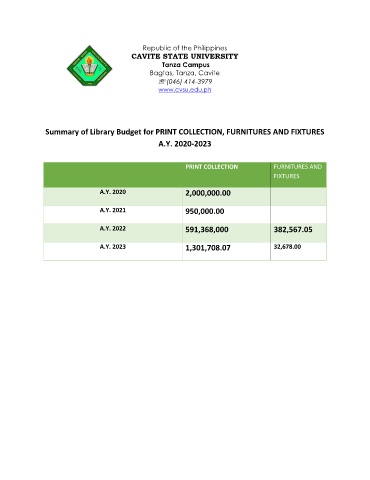 Republic of the Philippines
CAVITE STATE UNIVERSITY
Tanza Campus
Bagtas, Tanza, Cavite
☏ (046) 414-3979
www.cvsu.edu.ph
Summary of Library Budget for PRINT COLLECTION, FURNITURES AND FIXTURES
A.Y. 2020-2023
PRINT COLLECTION FURNITURES AND
FIXTURES
A.Y. 2020 2,000,000.00
A.Y. 2021 950,000.00
A.Y. 2022 591,368,000 382,567.05
A.Y. 2023 1,301,708.07 32,678.00